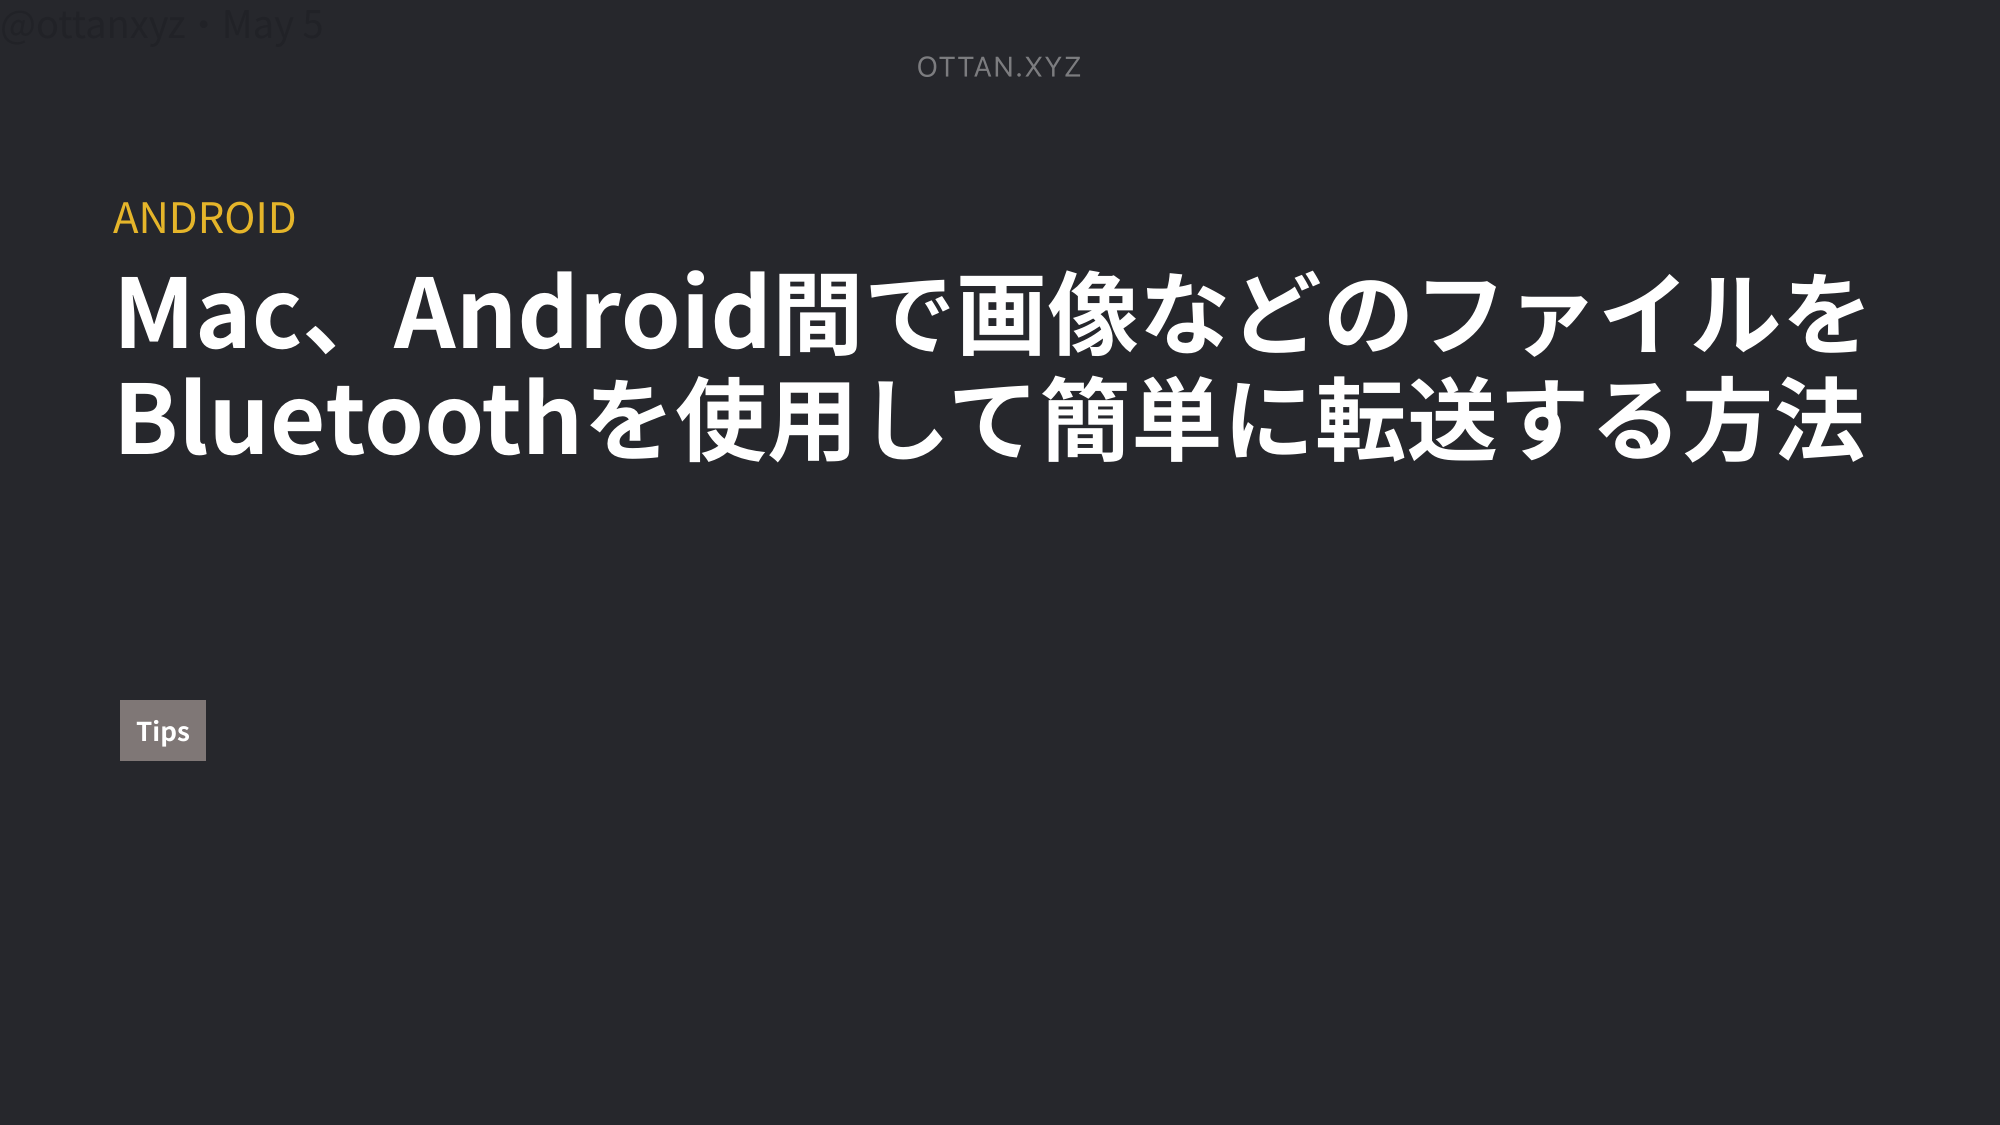 @ottanxyz・May 5
OTTAN.XYZ
ANDROID
Mac、Android間で画像などのファイルを
Bluetoothを使用して簡単に転送する方法
Tips